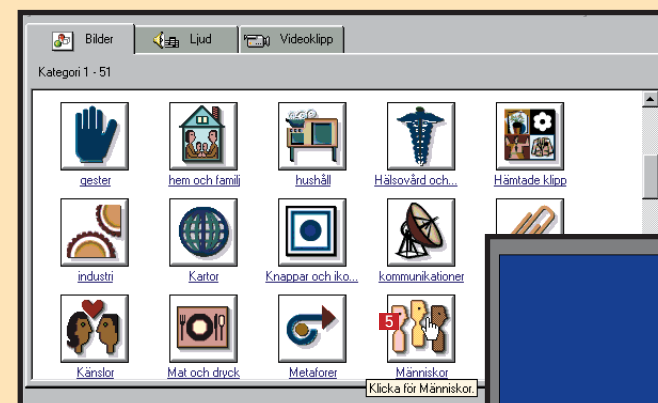 Bilder Ljud Videoklipp
Kategori 1 - 51
gester hem och familj hushåll Hälsovård och... Hämtade klipp
industri Kartor Knappar och iko... kommunikationer
5
Känslor Mat och dryck Metaforer Människor
Klicka för Människor.